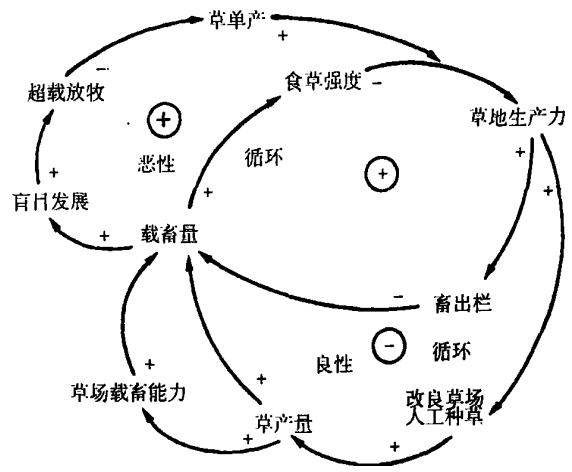 草单产
+
食草强度
-
-
超载放牧
草地生产力
+
恶性
循环
+
+
+
+
盲目发展
+
+
载畜量
-
畜出栏
-
良性
循环
+
+
草场载畜能力
改良草场
人工种草
草产量
+
+